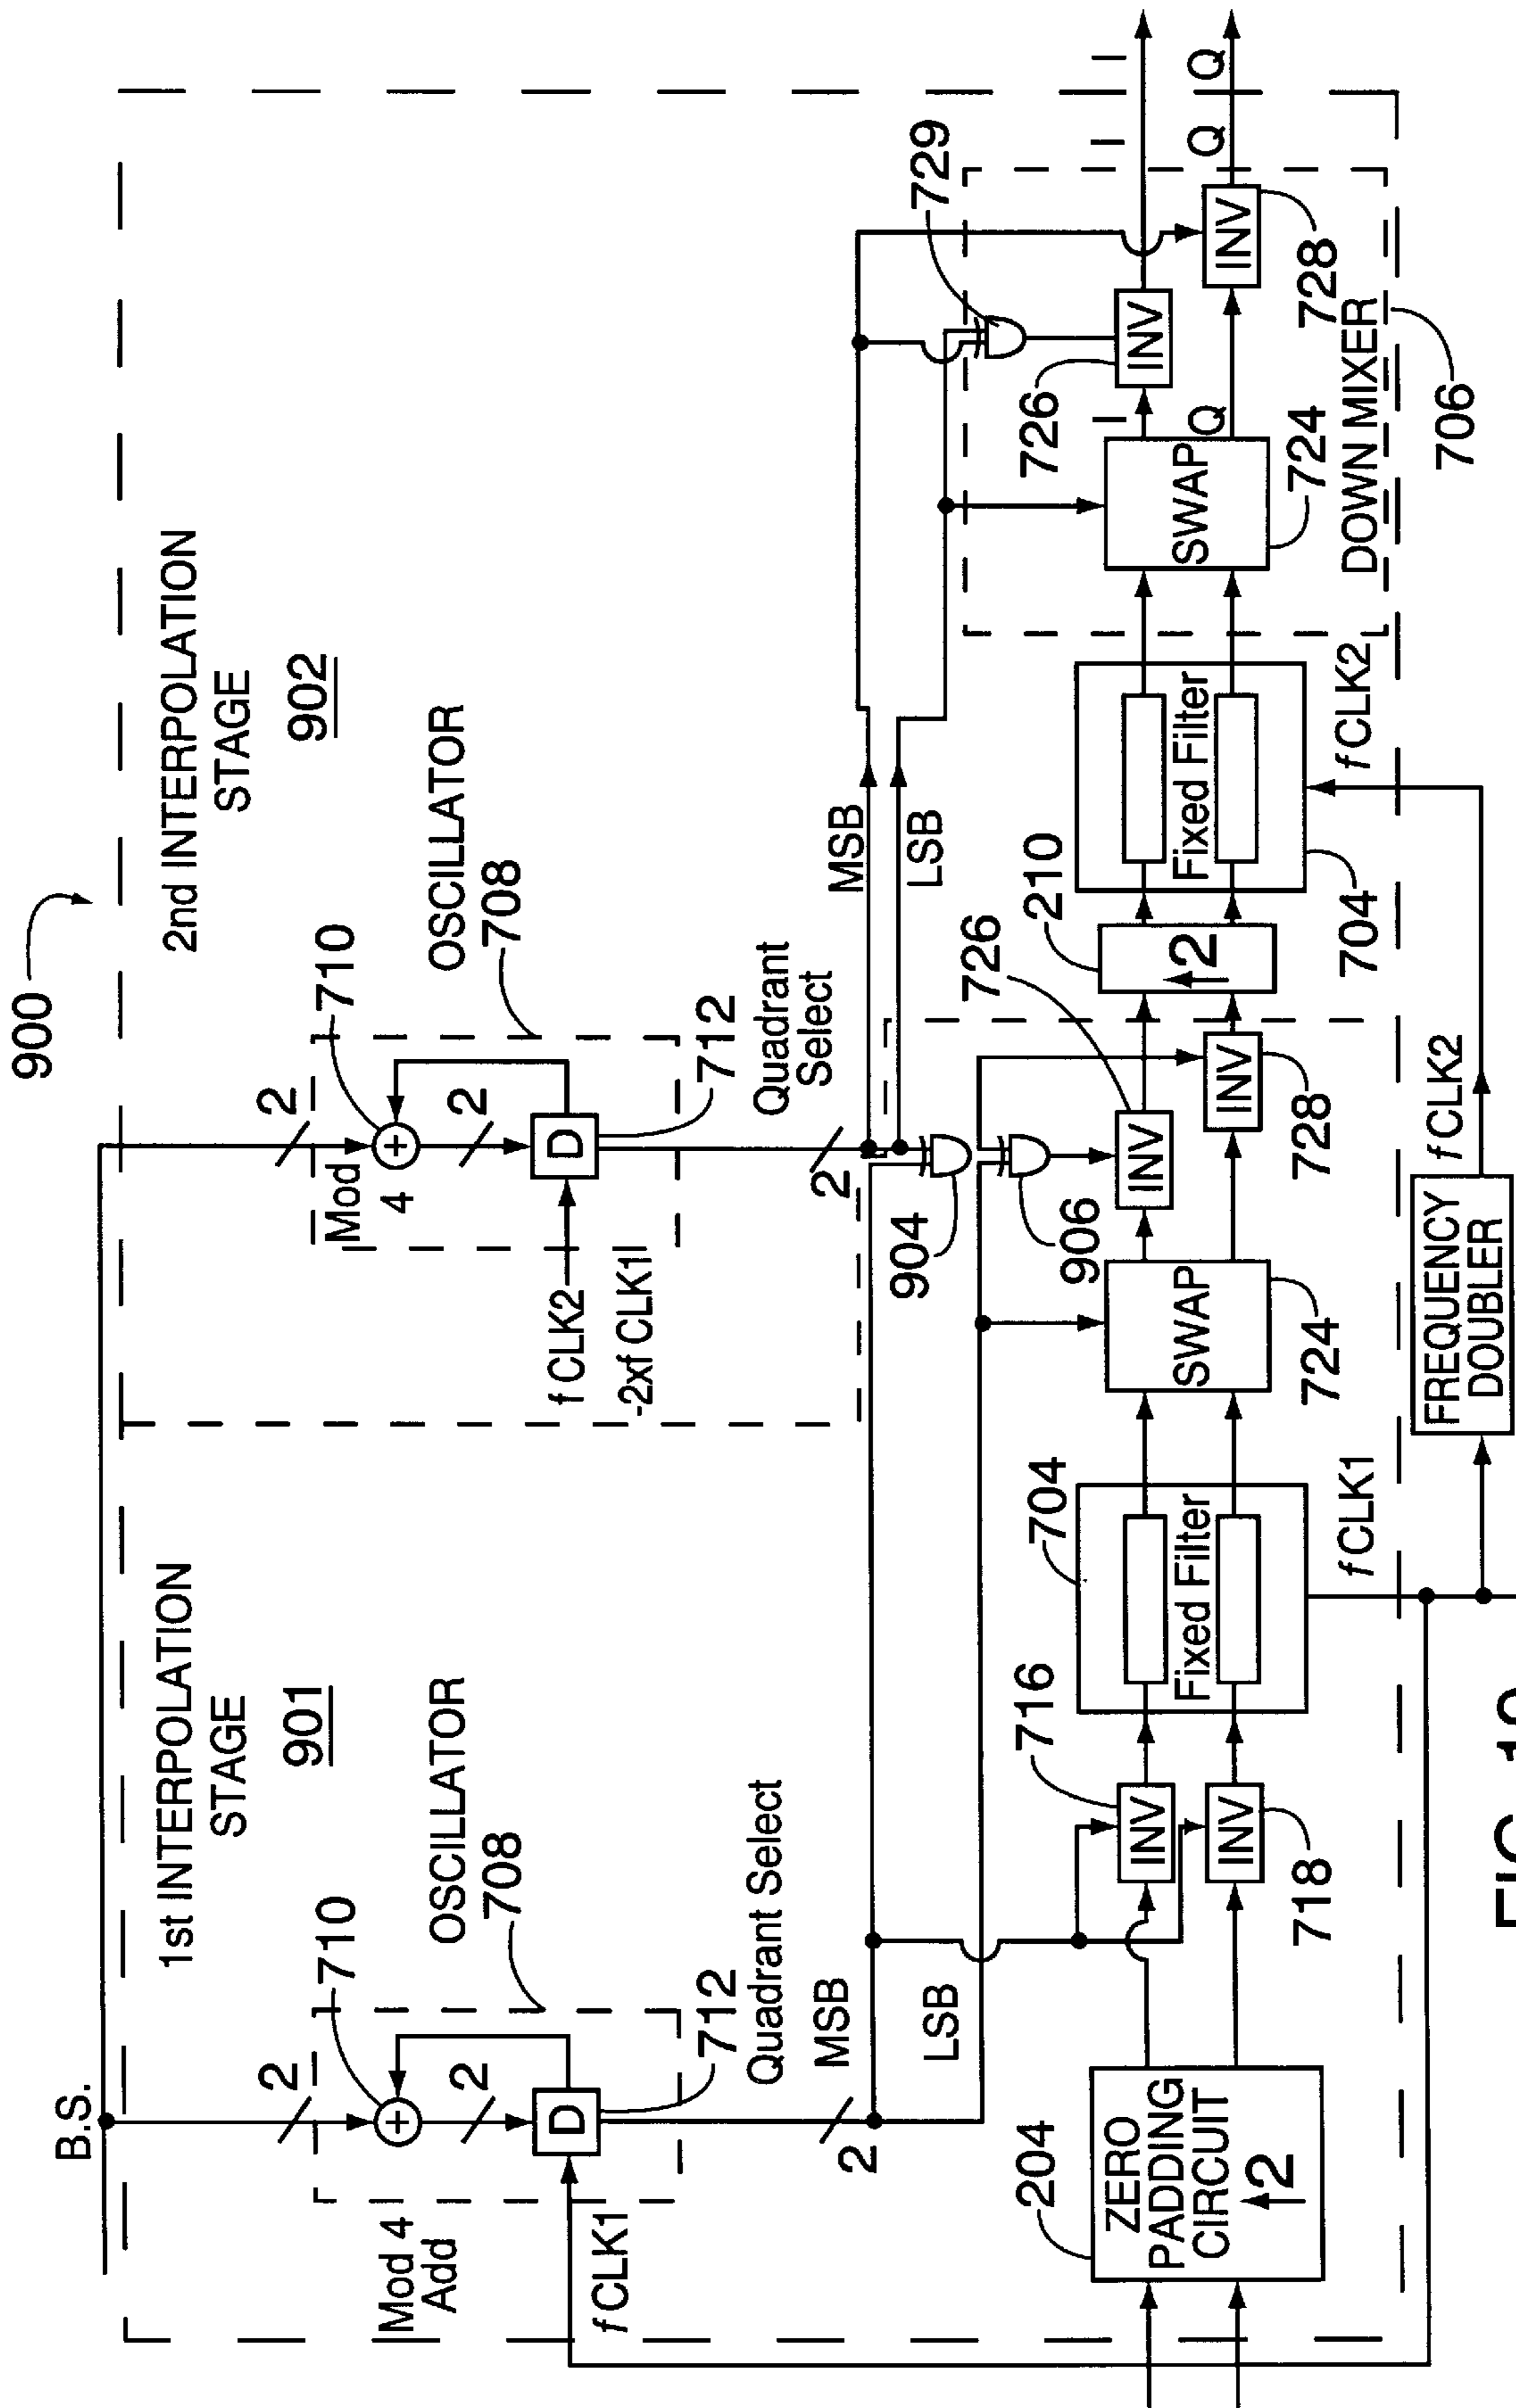 900
B.S.
1st INTERPOLATION
STAGE
901
710
2
Mod 4
Add
+
2
OSCILLATOR
708
D
fCLK1
712
Quadrant Select
2
MSB
LSB
204
ZERO
PADDING
CIRCUIT
2
716
INV
INV
718
704
Fixed Filter
fCLK1
SWAP
724
904
906
726
INV
INV
728
2nd INTERPOLATION
STAGE
902
710
2
Mod
4
+
2
OSCILLATOR
708
D
fCLK2
-2xf CLK1
712
Quadrant
Select
2
MSB
LSB
210
2
704
Fixed Filter
fCLK2
SWAP
724
I
Q
726
INV
729
INV
728
DOWN MIXER
706
I
Q
I
Q
FREQUENCY
DOUBLER
fCLK2